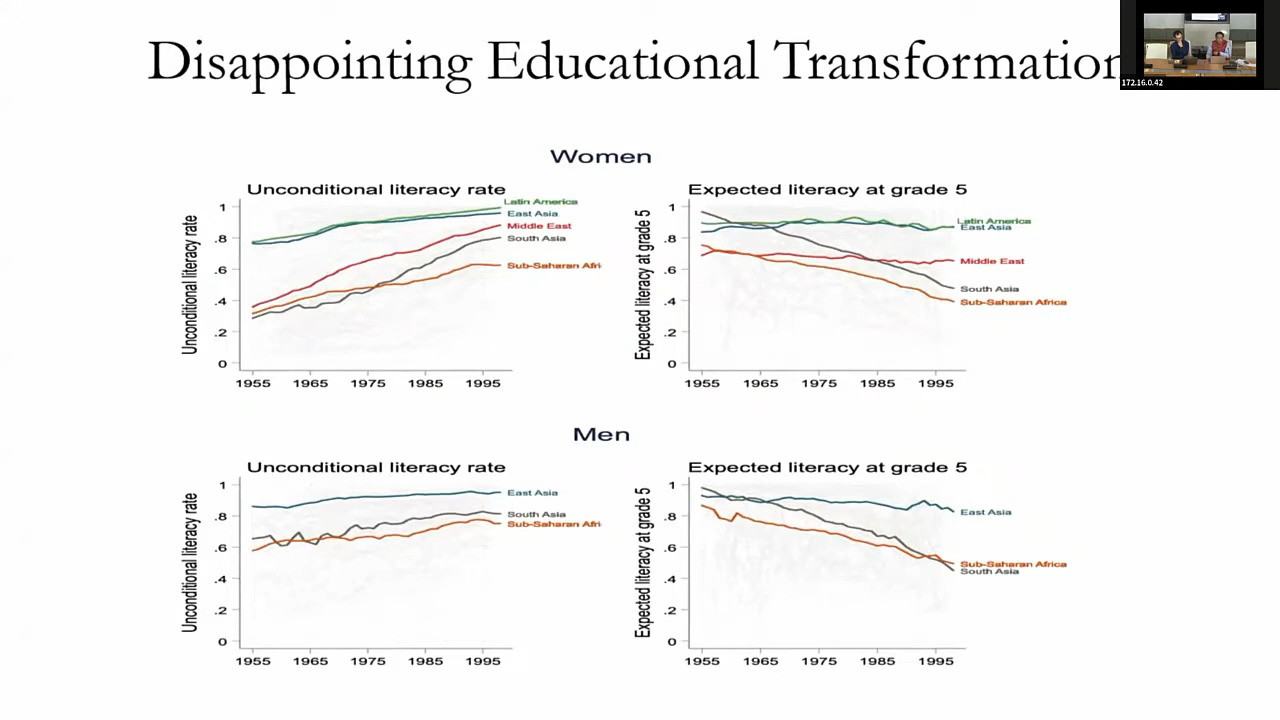 Disappointing Educational Transformation
172.16.0.42
Women
Unconditional literacy rate
Unconditional literacy rate
1
.8
.6
.4
.2
0
1955
1965
1975
1985
1995
Latin America
East Asia
Middle East
South Asia
Sub-Saharan Afri
Expected literacy at grade 5
Expected literacy at grade 5
1
.8
.6
.4
.2
0
1955
1965
1975
1985
1995
Latin America
East Asia
Middle East
South Asia
Sub-Saharan Africa
Men
Unconditional literacy rate
Unconditional literacy rate
1
.8
.6
.4
.2
0
1955
1965
1975
1985
1995
East Asia
South Asia
Sub-Saharan Afri
Expected literacy at grade 5
Expected literacy at grade 5
1
.8
.6
.4
.2
0
1955
1965
1975
1985
1995
East Asia
Sub-Saharan Africa
South Asia